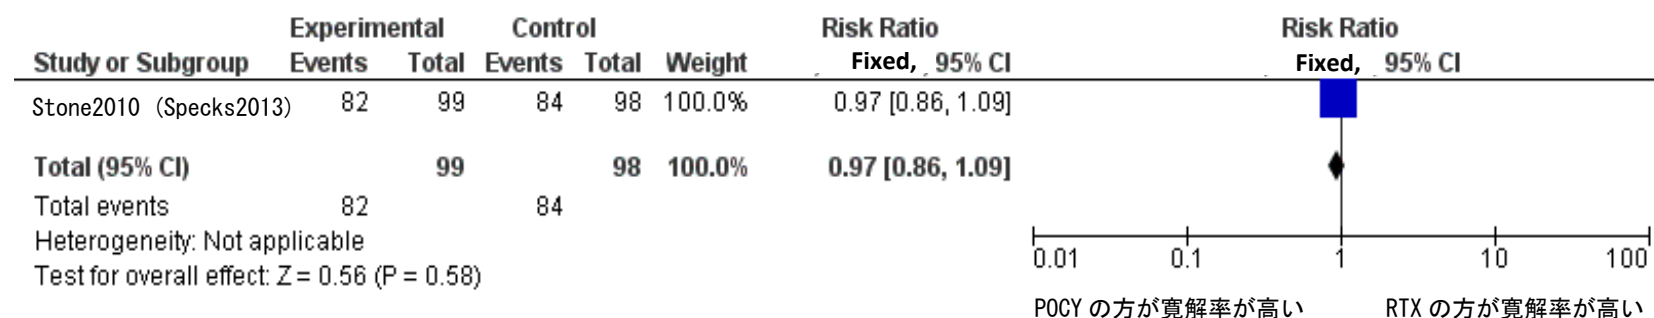 Experimental Control Risk Ratio Risk Ratio
Study or Subgroup Events Total Events Total Weight Fixed, 95% CI Fixed, 95% CI
Stone2010 (Specks2013) 82 99 84 98 100.0% 0.97 [0.86, 1.09]
Total (95% CI) 99 98 100.0% 0.97 [0.86, 1.09]
Total events 82 84
Heterogeneity: Not applicable
Test for overall effect: Z = 0.56 (P = 0.58)
0.01 0.1 1 10 100
POCY の方が寛解率が高い RTX の方が寛解率が高い